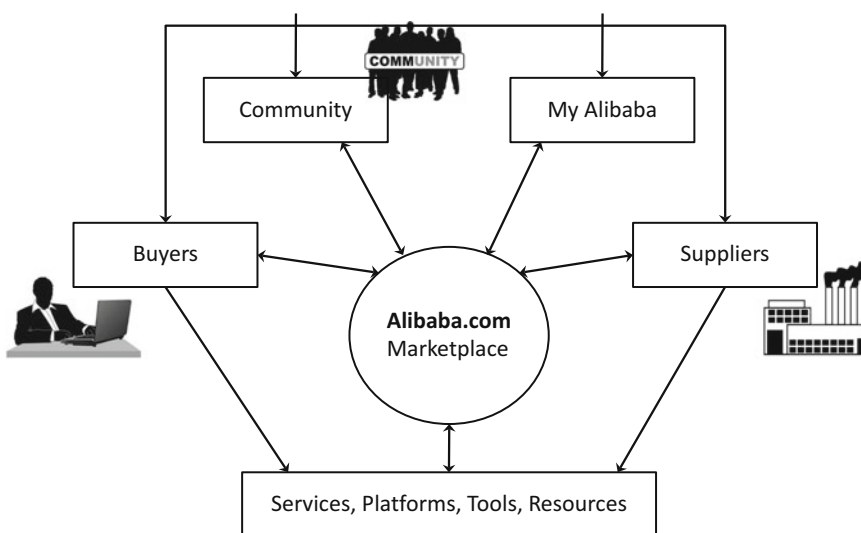 COMMUNITY
Community
My Alibaba
Buyers
Suppliers
Alibaba.com
Marketplace
Services, Platforms, Tools, Resources